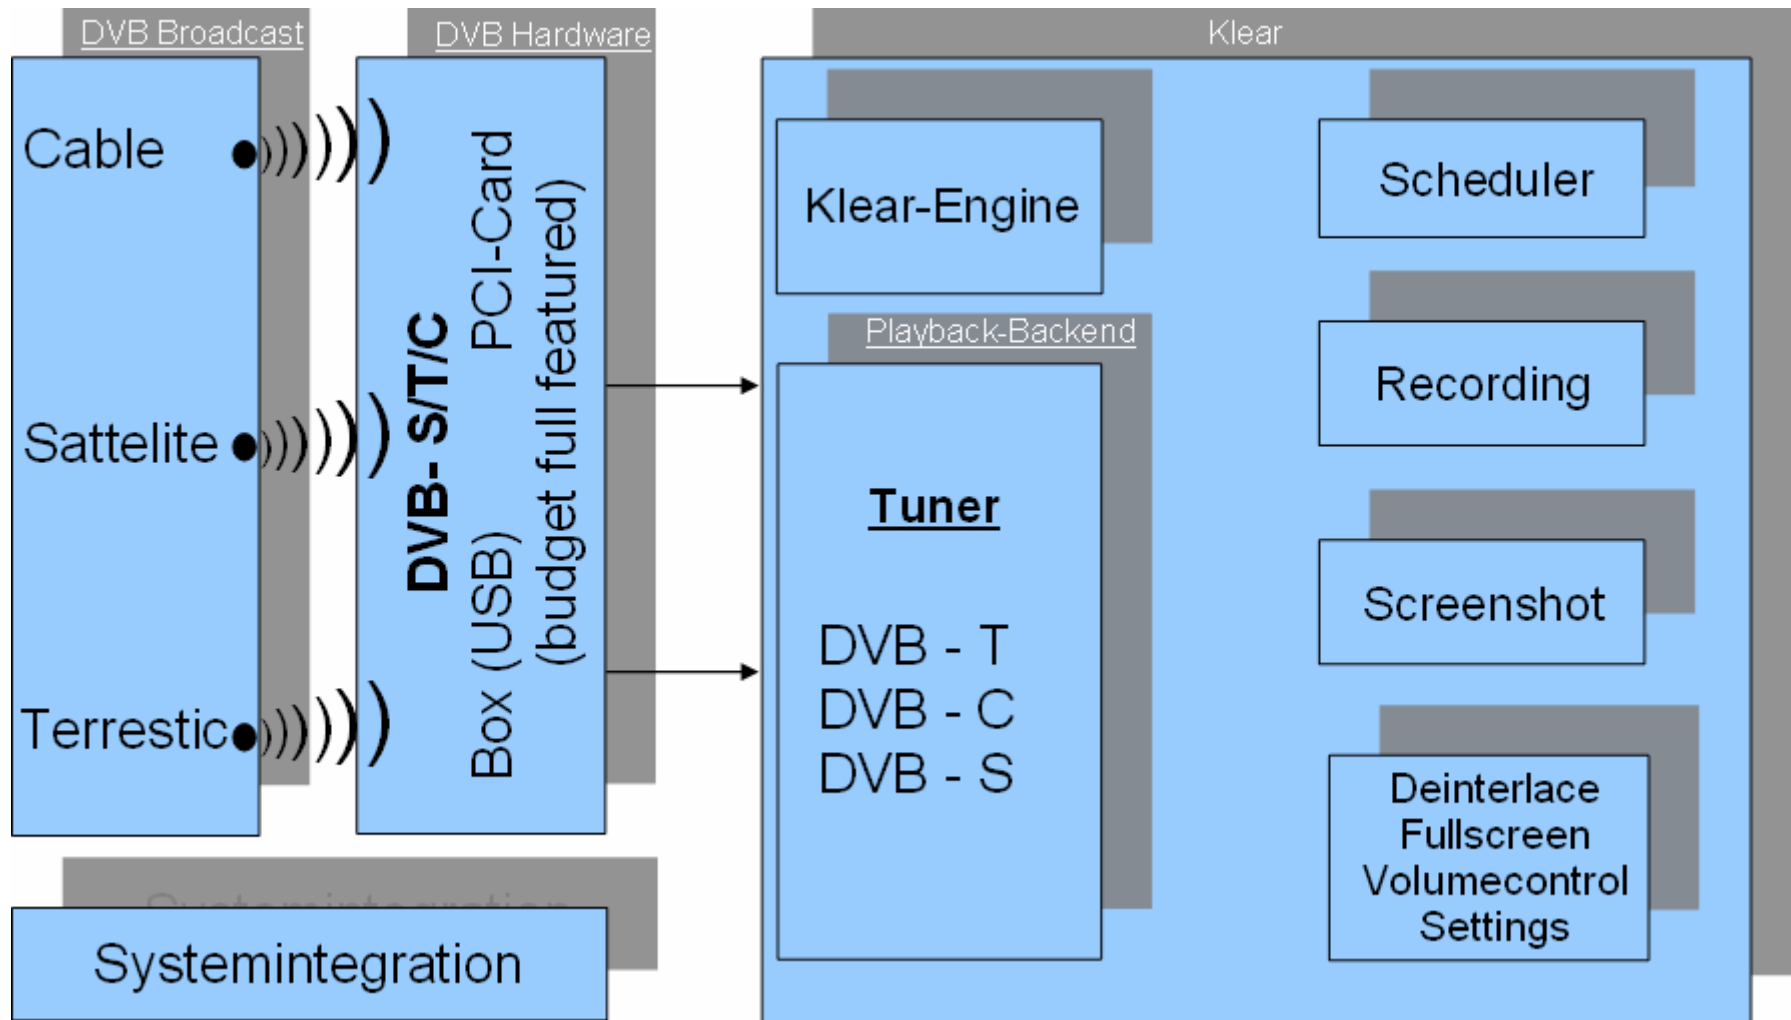 DVB Broadcast
Cable
Sattelite
Terrestic
DVB Hardware
DVB- S/T/C
Box (USB) PCI-Card
(budget full featured)
Systemintegration
Systemintegration
Klear
Klear-Engine
Playback-Backend
Tuner
DVB - T
DVB - C
DVB - S
Scheduler
Recording
Screenshot
Deinterlace
Fullscreen
Volumecontrol
Settings